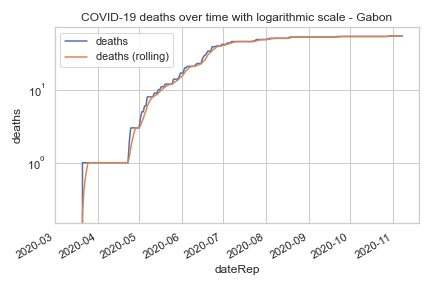 COVID-19 deaths over time with logarithmic scale - Gabon
deaths
deaths (rolling)
10¹
10⁰
deaths
2020-03
2020-04
2020-05
2020-06
2020-07
2020-08
2020-09
2020-10
2020-11
dateRep